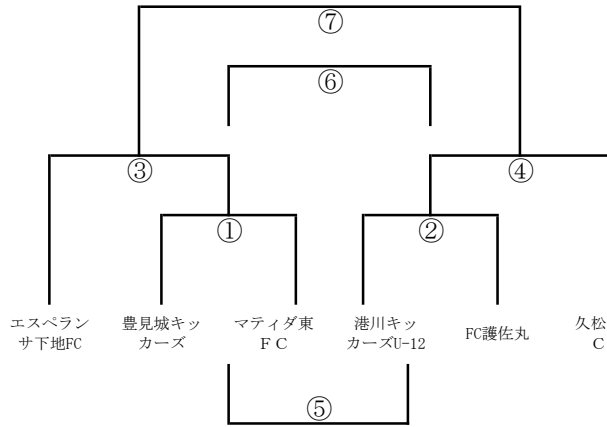 ⑦
⑥
③
④
①
②
エスペラン
サ下地FC
豊見城キッ
カーズ
マティダ東
ＦＣ
港川キッ
カーズU-12
FC護佐丸
久松
Ｃ
⑤